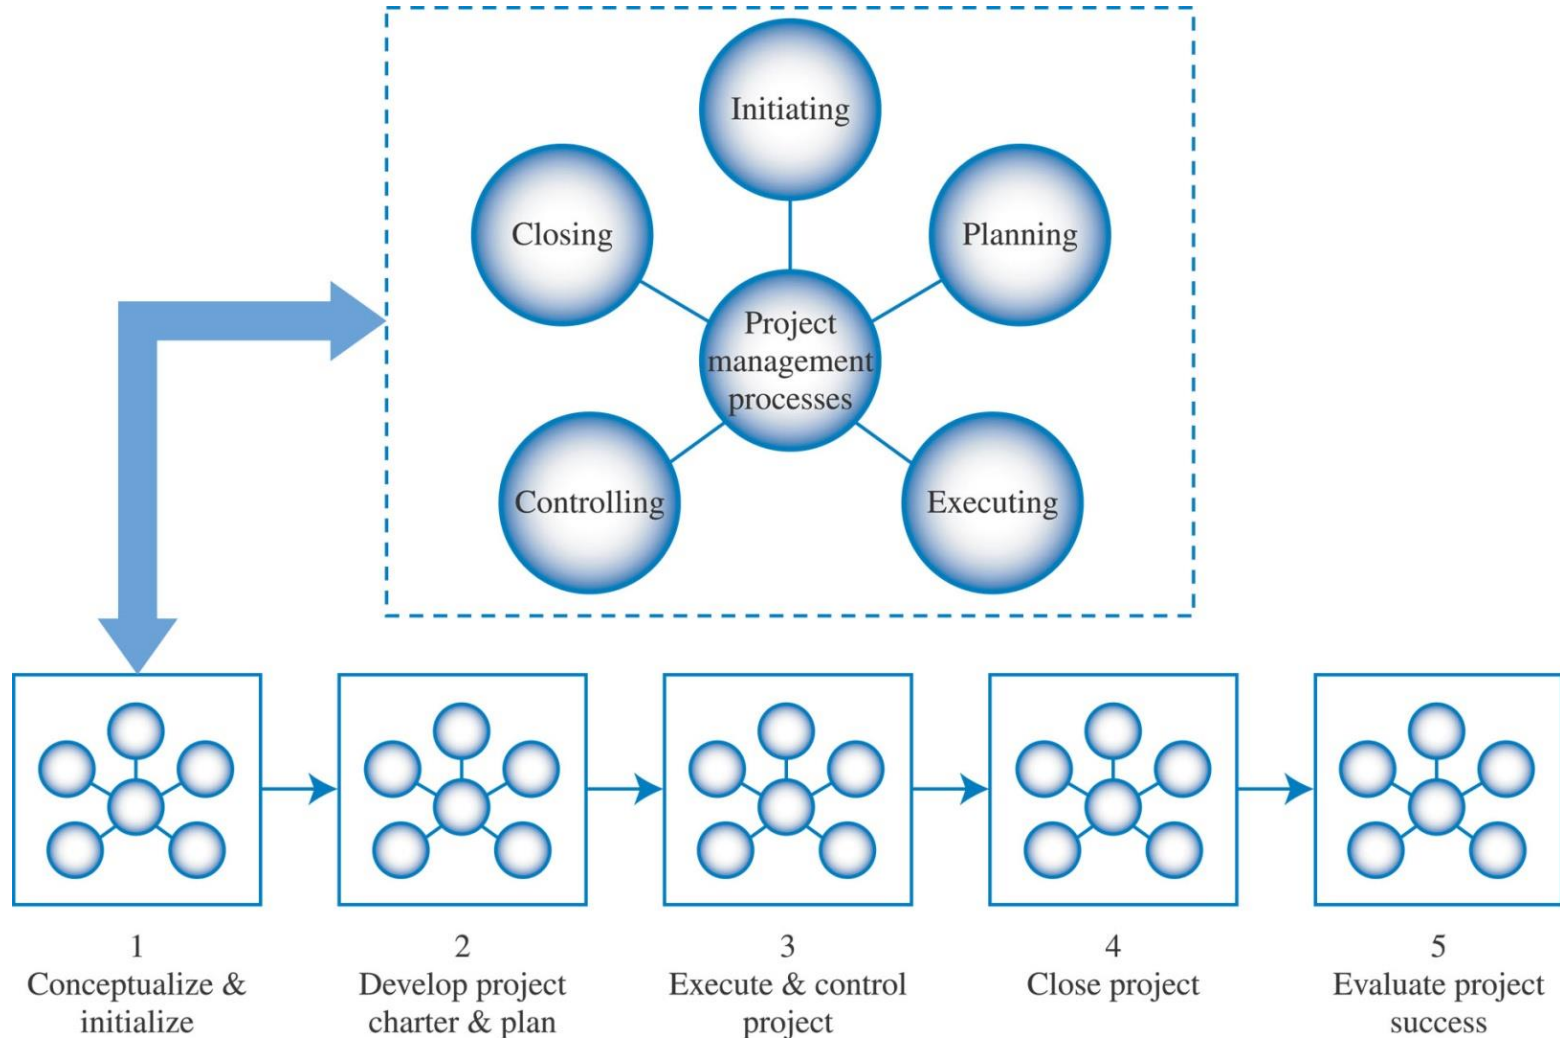 Initiating
Closing
Planning
Project
management
processes
Controlling
Executing
1
Conceptualize &
initialize
2
Develop project
charter & plan
3
Execute & control
project
4
Close project
5
Evaluate project
success